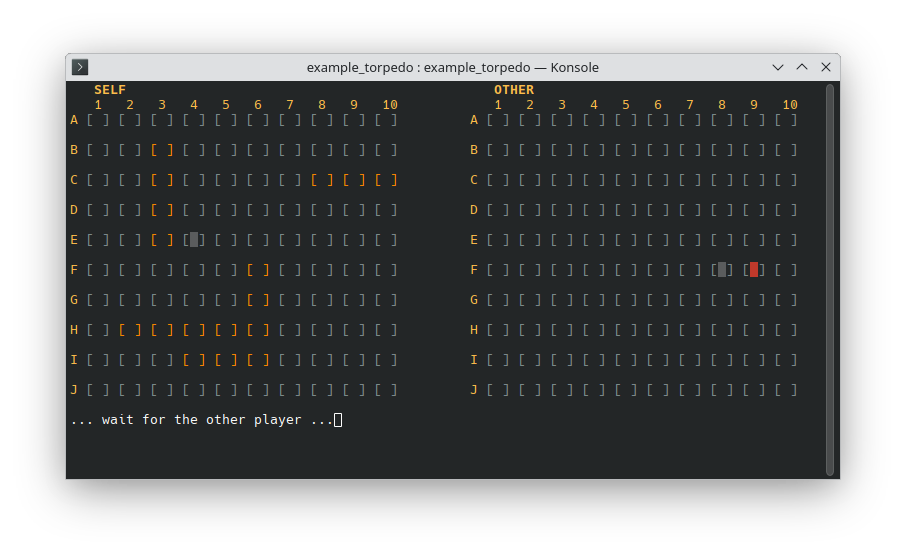 example_torpedo : example_torpedo — Konsole
SELF OTHER
1 2 3 4 5 6 7 8 9 10 1 2 3 4 5 6 7 8 9 10
A [ ] [ ] [ ] [ ] [ ] [ ] [ ] [ ] [ ] [ ] A [ ] [ ] [ ] [ ] [ ] [ ] [ ] [ ] [ ] [ ]
B [ ] [ ] [ ] [ ] [ ] [ ] [ ] [ ] [ ] [ ] B [ ] [ ] [ ] [ ] [ ] [ ] [ ] [ ] [ ] [ ]
C [ ] [ ] [ ] [ ] [ ] [ ] [ ] [ ] [ ] [ ] C [ ] [ ] [ ] [ ] [ ] [ ] [ ] [ ] [ ] [ ]
D [ ] [ ] [ ] [ ] [ ] [ ] [ ] [ ] [ ] [ ] D [ ] [ ] [ ] [ ] [ ] [ ] [ ] [ ] [ ] [ ]
E [ ] [ ] [ ] [ ] [ ] [ ] [ ] [ ] [ ] [ ] E [ ] [ ] [ ] [ ] [ ] [ ] [ ] [ ] [ ] [ ]
F [ ] [ ] [ ] [ ] [ ] [ ] [ ] [ ] [ ] [ ] F [ ] [ ] [ ] [ ] [ ] [ ] [ ] [ ] [ ] [ ]
G [ ] [ ] [ ] [ ] [ ] [ ] [ ] [ ] [ ] [ ] G [ ] [ ] [ ] [ ] [ ] [ ] [ ] [ ] [ ] [ ]
H [ ] [ ] [ ] [ ] [ ] [ ] [ ] [ ] [ ] [ ] H [ ] [ ] [ ] [ ] [ ] [ ] [ ] [ ] [ ] [ ]
I [ ] [ ] [ ] [ ] [ ] [ ] [ ] [ ] [ ] [ ] I [ ] [ ] [ ] [ ] [ ] [ ] [ ] [ ] [ ] [ ]
J [ ] [ ] [ ] [ ] [ ] [ ] [ ] [ ] [ ] [ ] J [ ] [ ] [ ] [ ] [ ] [ ] [ ] [ ] [ ] [ ]
... wait for the other player ...